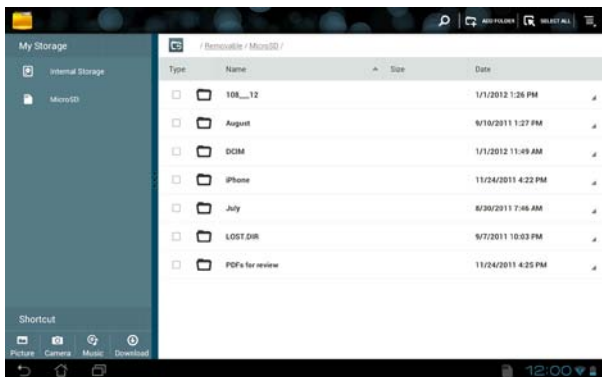 ADD FOLDER SELECT ALL
My Storage
/ Removable / MicroSD /
Internal Storage
MicroSD
Type Name Size Date
108__12 1/1/2012 1:26 PM
August 9/10/2011 1:27 PM
DCIM 1/1/2012 11:49 AM
iPhone 11/24/2011 4:22 PM
July 8/30/2011 7:46 AM
LOST.DIR 9/7/2011 10:03 PM
PDFs for review 11/24/2011 4:25 PM
Shortcut
Picture Camera Music Download
12:00